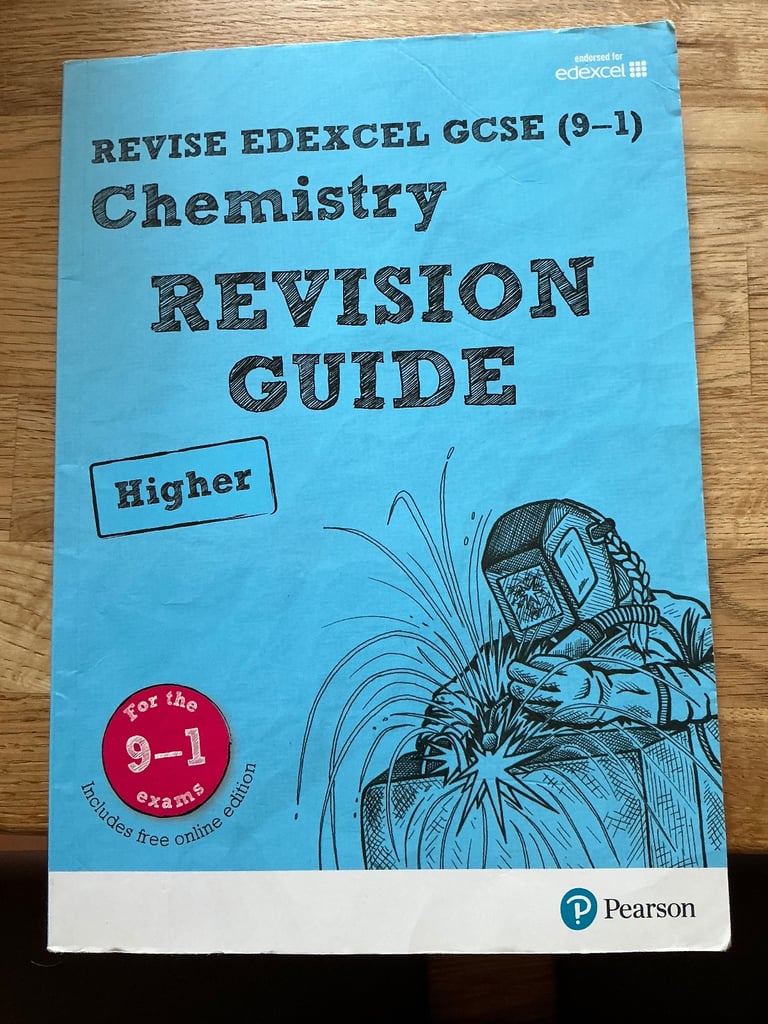 endorsed for
edexcel
REVISE EDEXCEL GCSE (9–1)
Chemistry
REVISION
GUIDE
Higher
For the
9–1
exams
Includes free online edition
Pearson